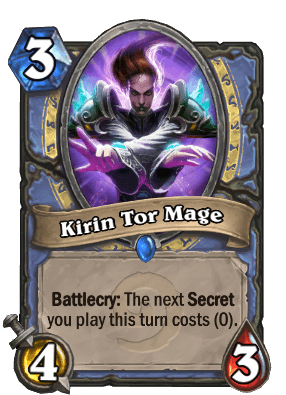 3
Kirin Tor Mage
Battlecry: The next Secret
you play this turn costs (0).
4
3